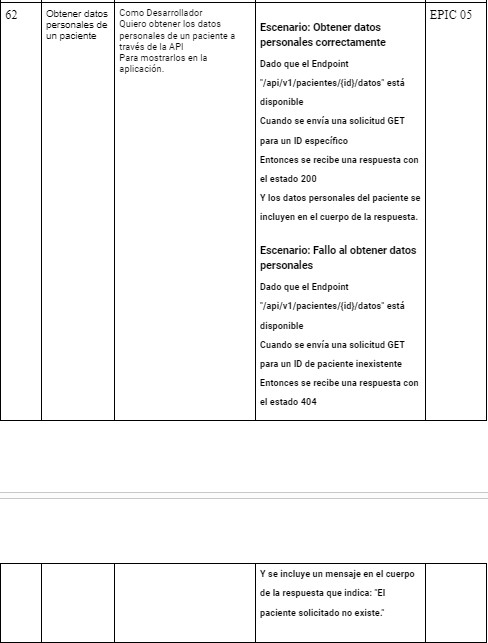 62
Obtener datos
personales de
un paciente
Como Desarrollador
Quiero obtener los datos
personales de un paciente a
través de la API
Para mostrarlos en la
aplicación.
Escenario: Obtener datos
personales correctamente
Dado que el Endpoint
"/api/v1/pacientes/{id}/datos" está
disponible
Cuando se envía una solicitud GET
para un ID específico
Entonces se recibe una respuesta con
el estado 200
Y los datos personales del paciente se
incluyen en el cuerpo de la respuesta.
Escenario: Fallo al obtener datos
personales
Dado que el Endpoint
"/api/v1/pacientes/{id}/datos" está
disponible
Cuando se envía una solicitud GET
para un ID de paciente inexistente
Entonces se recibe una respuesta con
el estado 404
EPIC 05
Y se incluye un mensaje en el cuerpo
de la respuesta que indica: "El
paciente solicitado no existe."